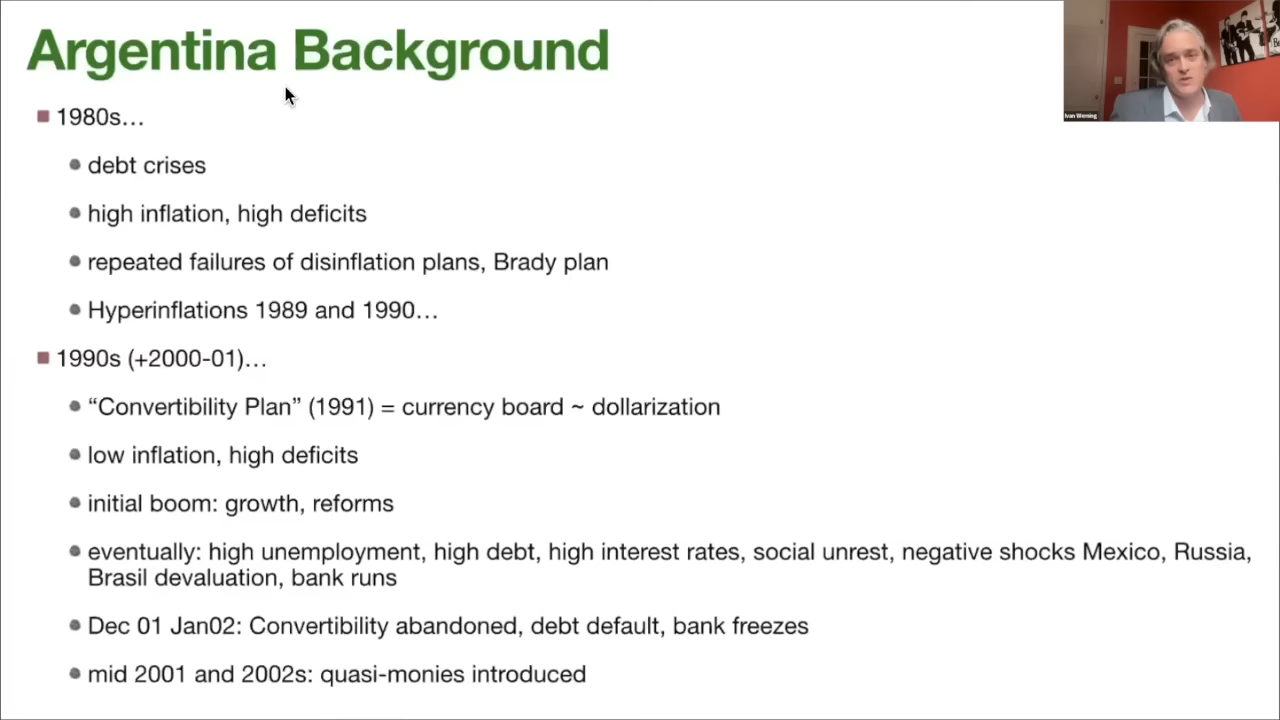 Argentina Background
1980s…
debt crises
high inflation, high deficits
repeated failures of disinflation plans, Brady plan
Hyperinflations 1989 and 1990…
1990s (+2000-01)…
“Convertibility Plan” (1991) = currency board ~ dollarization
low inflation, high deficits
initial boom: growth, reforms
eventually: high unemployment, high debt, high interest rates, social unrest, negative shocks Mexico, Russia,
Brasil devaluation, bank runs
Dec 01 Jan02: Convertibility abandoned, debt default, bank freezes
mid 2001 and 2002s: quasi-monies introduced
Ivan Werning